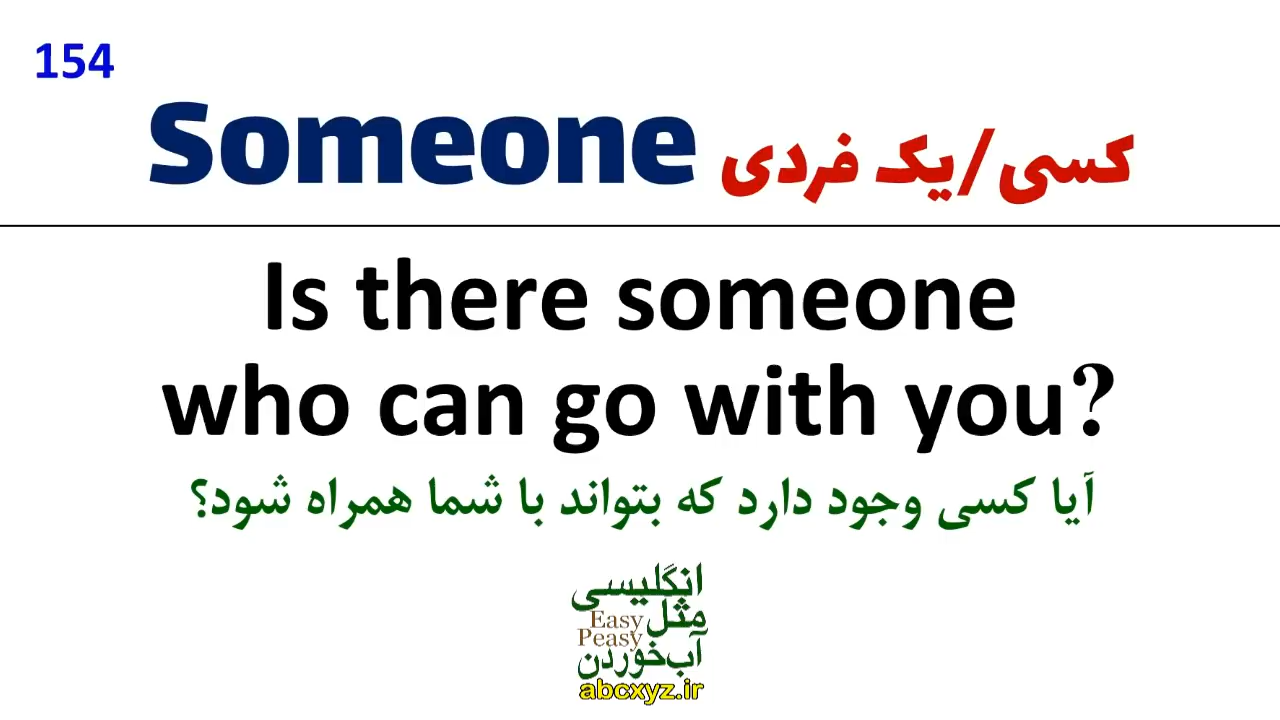 154
Someone کسی/یک فردی
Is there someone
who can go with you?
آیا کسی وجود دارد که بتواند با شما همراه شود؟
انگلیسی
مثل Easy
Peasy
آب‌خوردن
abcxyz.ir